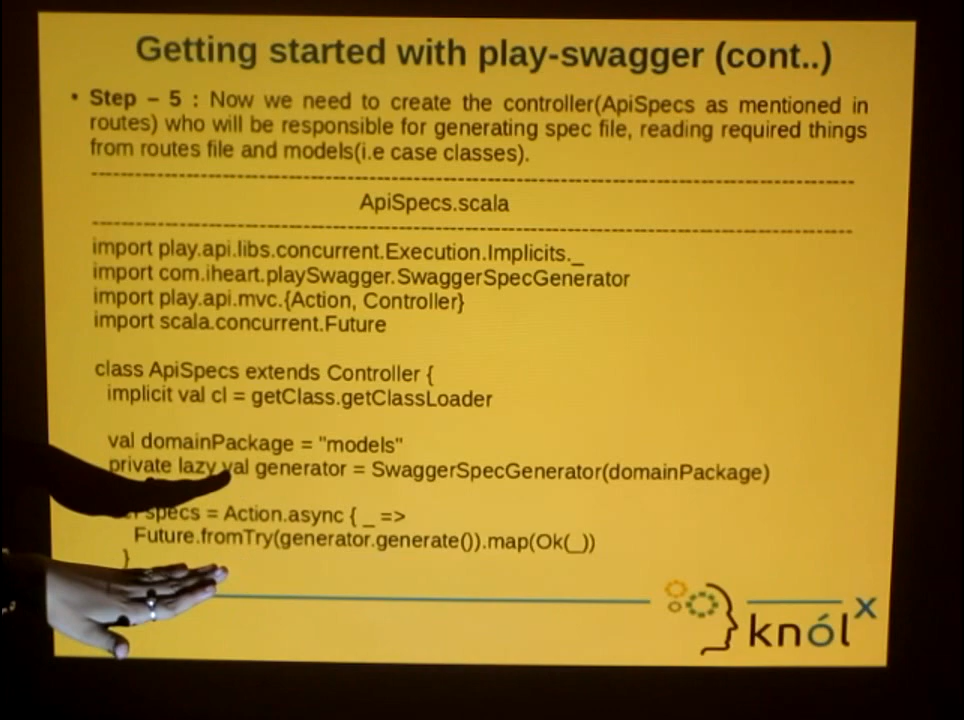 Getting started with play-swagger (cont..)
• Step – 5 : Now we need to create the controller(ApiSpecs as mentioned in
routes) who will be responsible for generating spec file, reading required things
from routes file and models(i.e case classes).
ApiSpecs.scala
import play.api.libs.concurrent.Execution.Implicits._
import com.iheart.playSwagger.SwaggerSpecGenerator
import play.api.mvc.{Action, Controller}
import scala.concurrent.Future
class ApiSpecs extends Controller {
implicit val cl = getClass.getClassLoader
val domainPackage = "models"
private lazy val generator = SwaggerSpecGenerator(domainPackage)
specs = Action.async { _ =>
Future.fromTry(generator.generate()).map(Ok(_))
}
knólx